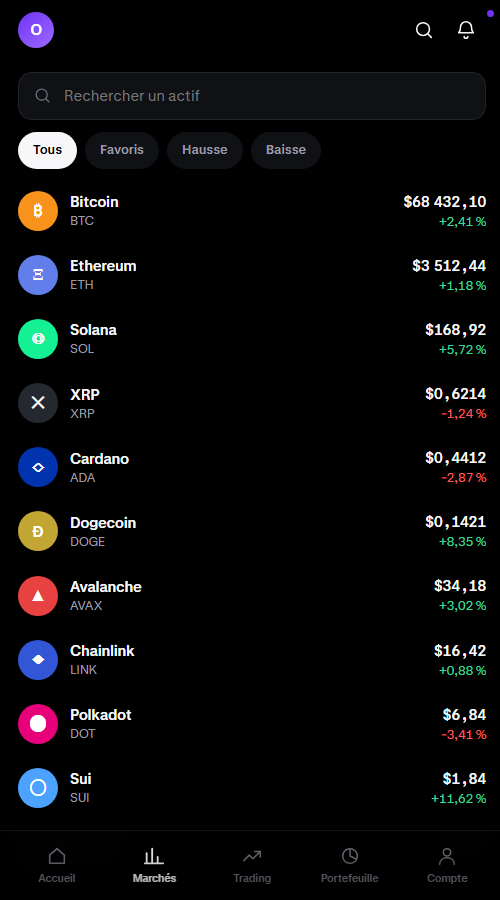 O
Rechercher un actif
Tous Favoris Hausse Baisse
Bitcoin $68 432,10
BTC +2,41 %
Ethereum $3 512,44
ETH +1,18 %
Solana $168,92
SOL +5,72 %
XRP $0,6214
XRP -1,24 %
Cardano $0,4412
ADA -2,87 %
Dogecoin $0,1421
DOGE +8,35 %
Avalanche $34,18
AVAX +3,02 %
Chainlink $16,42
LINK +0,88 %
Polkadot $6,84
DOT -3,41 %
Sui $1,84
SUI +11,62 %
Accueil Marchés Trading Portefeuille Compte